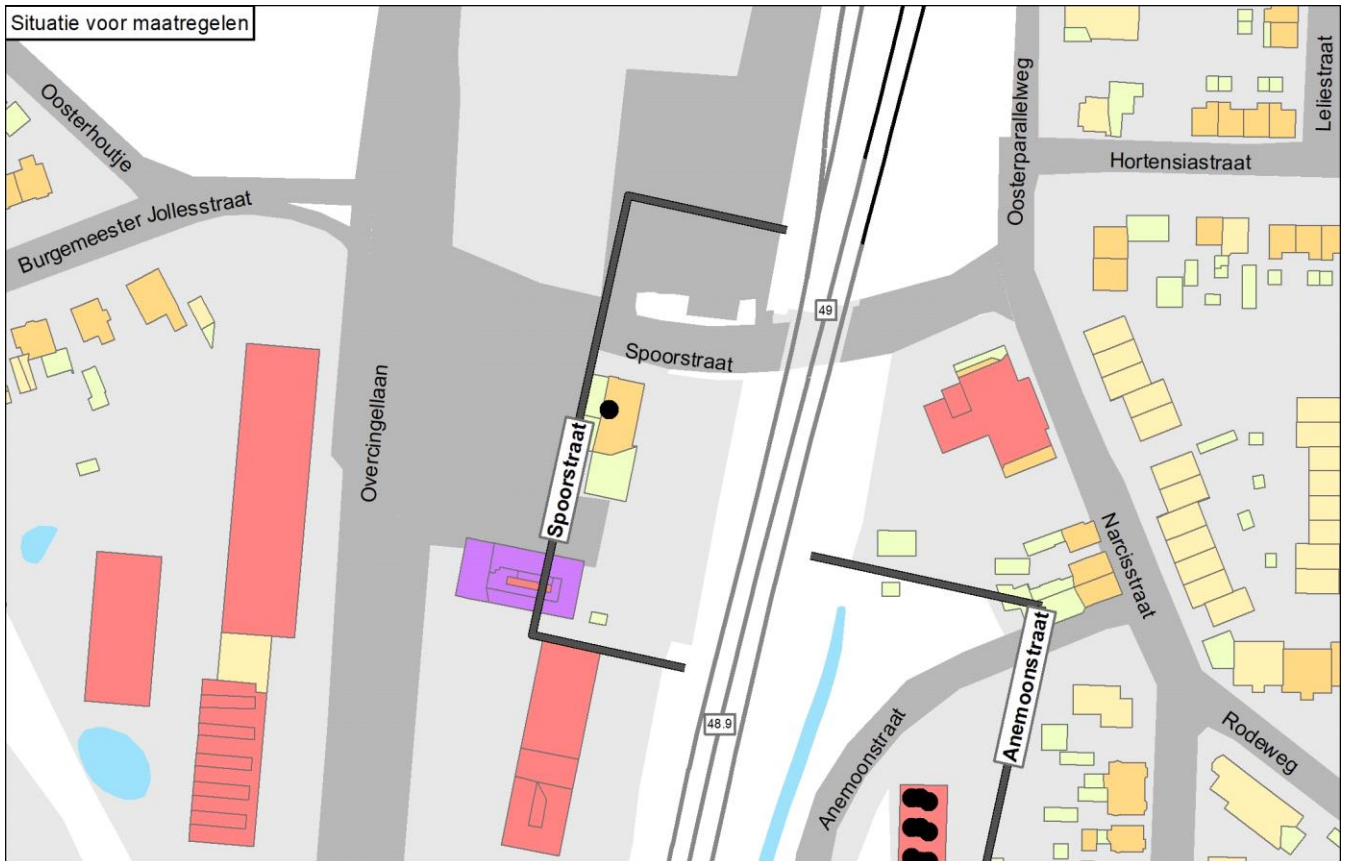 Situatie voor maatregelen
Oosterhoutje
Burgemeester Jollesstraat
Overcingellaan
Spoorstraat
Spoorstraat
49
48.9
Oosterparallelweg
Hortensiastraat
Leliestraat
Narcisstraat
Anemoonstraat
Anemoonstraat
Rodeweg